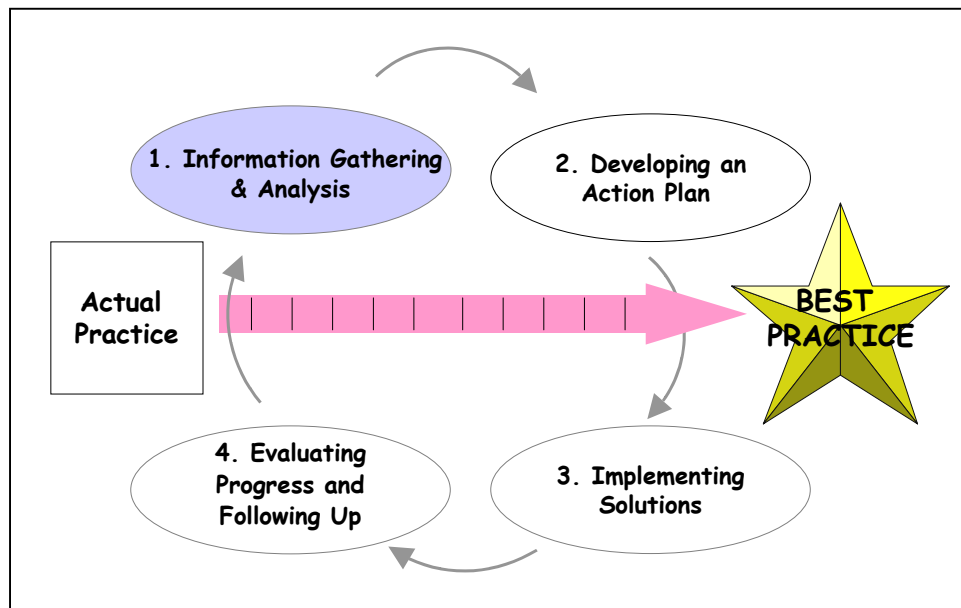 1. Information Gathering
& Analysis
2. Developing an
Action Plan
Actual
Practice
BEST
PRACTICE
4. Evaluating
Progress and
Following Up
3. Implementing
Solutions